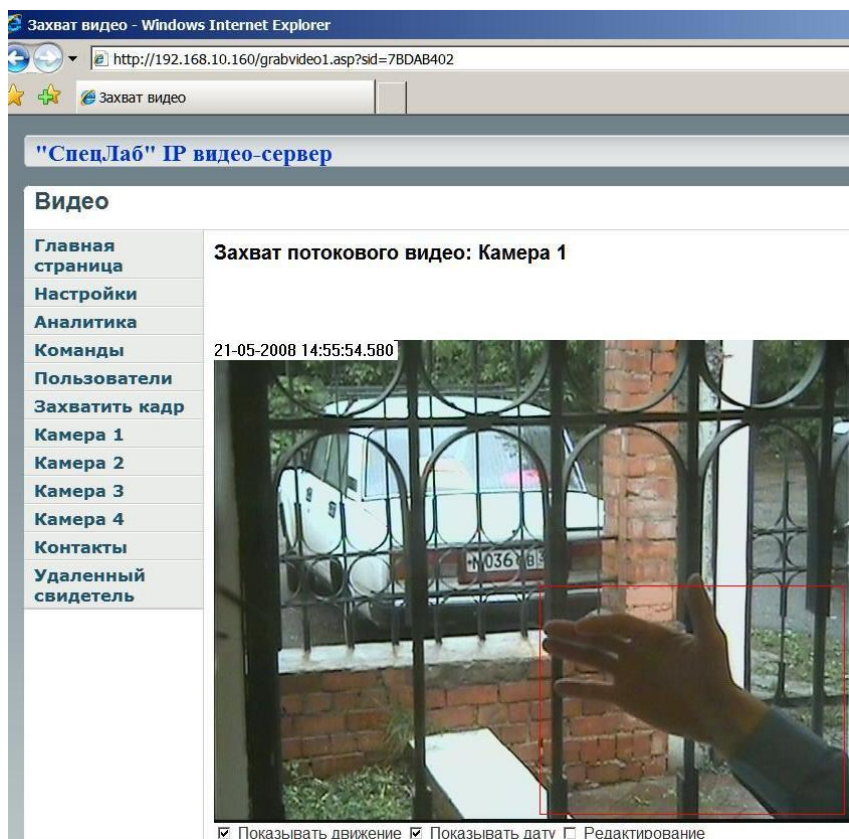 Захват видео - Windows Internet Explorer
http://192.168.10.160/grabvideo1.asp?sid=7BDAB402
Захват видео
"СпецЛаб" IP видео-сервер
Видео
Главная
страница
Настройки
Аналитика
Команды
Пользователи
Захватить кадр
Камера 1
Камера 2
Камера 3
Камера 4
Контакты
Удаленный
свидетель
Захват потокового видео: Камера 1
21-05-2008 14:55:54.580
Показывать движение Показывать дату Редактирование